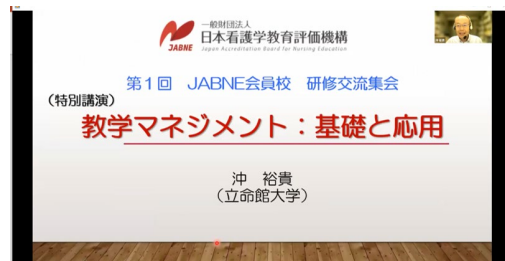 一般財団法人
日本看護学教育評価機構
JABNE
Japan Accreditation Board for Nursing Education
第1回 JABNE会員校 研修交流集会
(特別講演)
教学マネジメント:基礎と応用
沖 裕貴
(立命館大学)